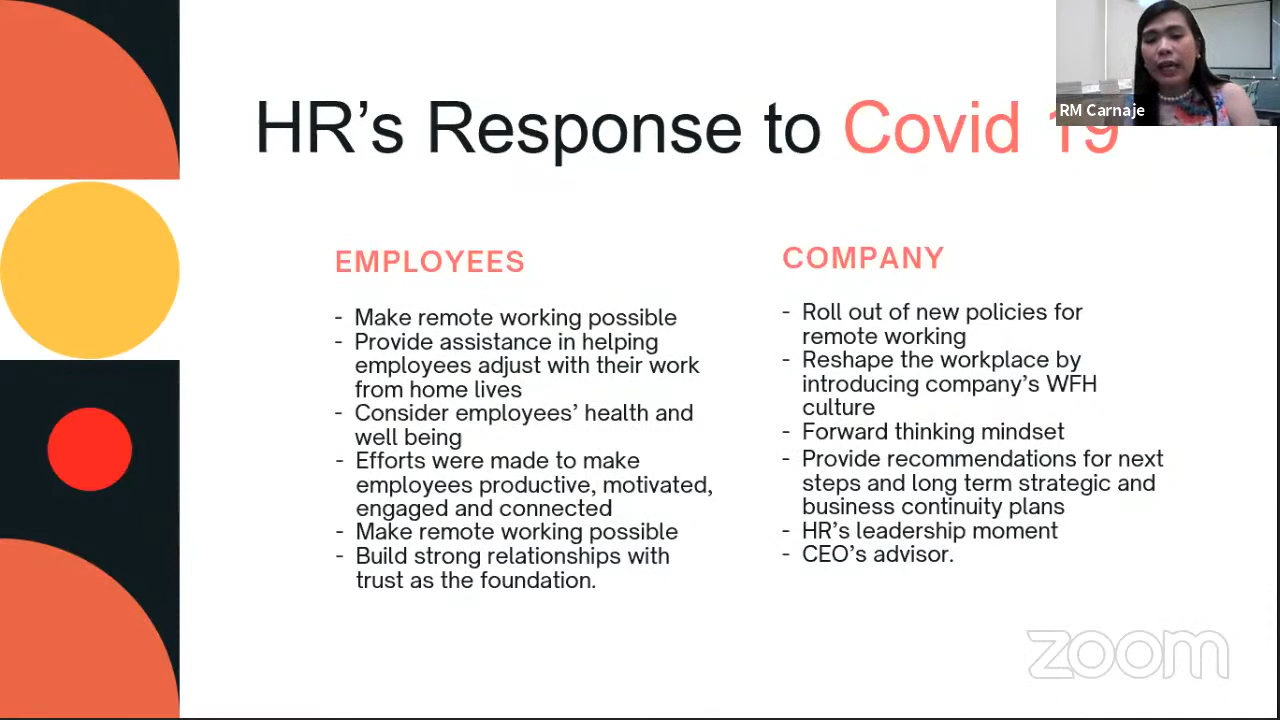 RM Carnaje
HR's Response to Covid 19
EMPLOYEES
- Make remote working possible
- Provide assistance in helping
employees adjust with their work
from home lives
- Consider employees' health and
well being
- Efforts were made to make
employees productive, motivated,
engaged and connected
- Make remote working possible
- Build strong relationships with
trust as the foundation.
COMPANY
- Roll out of new policies for
remote working
- Reshape the workplace by
introducing company's WFH
culture
- Forward thinking mindset
- Provide recommendations for next
steps and long term strategic and
business continuity plans
- HR's leadership moment
- CEO's advisor.
zoom